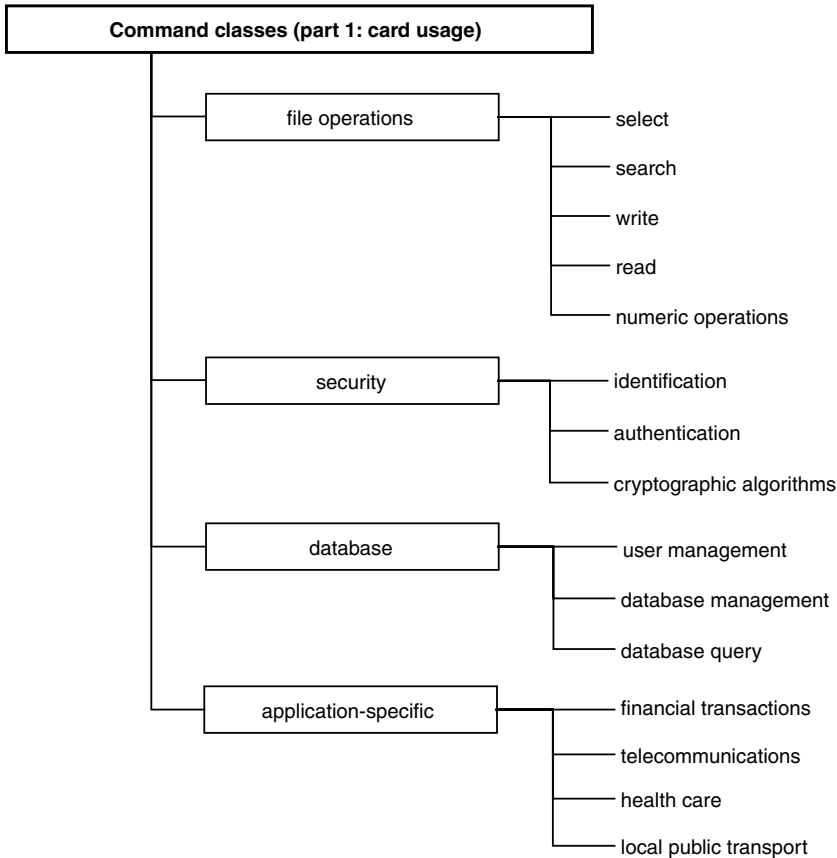 Command classes (part 1: card usage)
file operations
select
search
write
read
numeric operations
security
identification
authentication
cryptographic algorithms
database
user management
database management
database query
application-specific
financial transactions
telecommunications
health care
local public transport